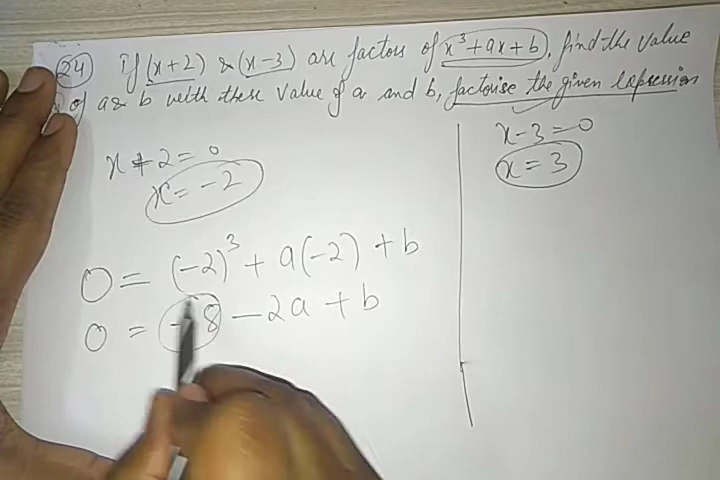 24 If (x+2) & (x-3) are factors of x³+ax+b, find the value
of a & b with these value of a and b, factorise the given expression
x+2=0
x=-2
0=(-2)³+a(-2)+b
0=-8-2a+b
x-3=0
x=3